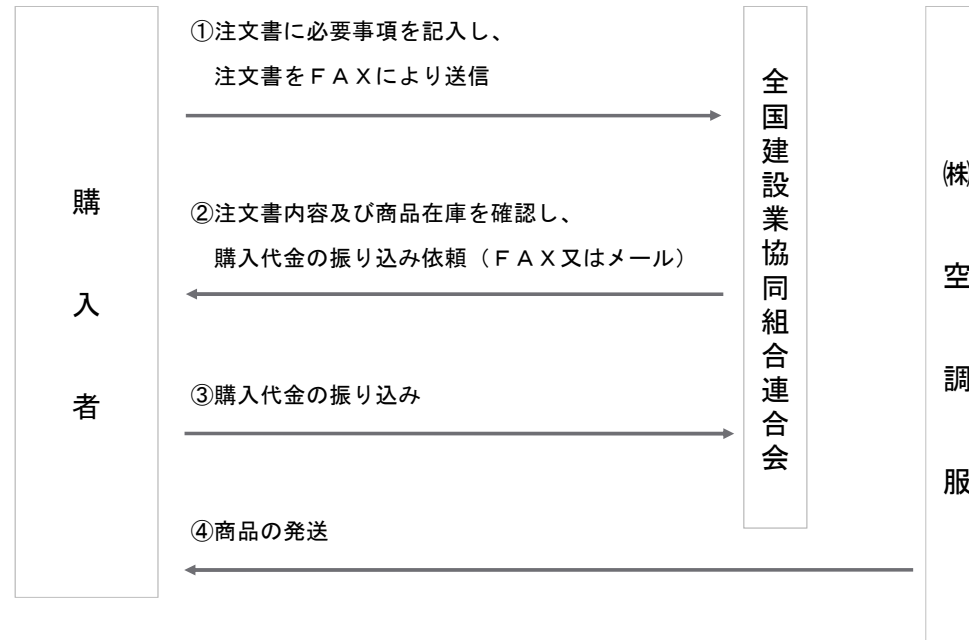 購入者
①注文書に必要事項を記入し、
注文書をＦＡＸにより送信
②注文書内容及び商品在庫を確認し、
購入代金の振り込み依頼（ＦＡＸ又はメール）
③購入代金の振り込み
④商品の発送
全国建設業協同組合連合会
㈱空調服